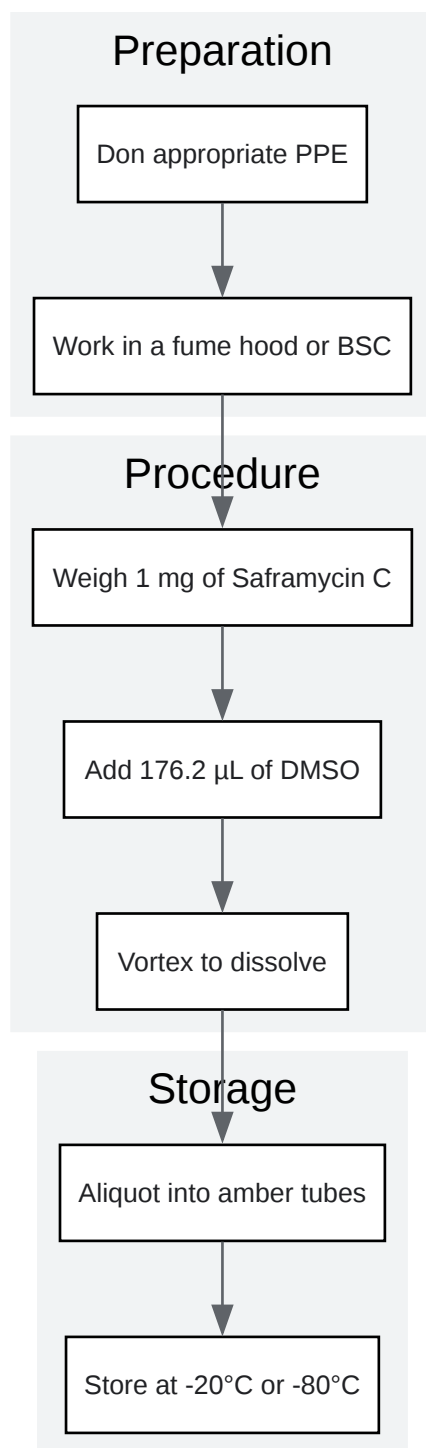 Preparation
Don appropriate PPE
Work in a fume hood or BSC
Procedure
Weigh 1 mg of Saframycin C
Add 176.2 µL of DMSO
Vortex to dissolve
Storage
Aliquot into amber tubes
Store at -20°C or -80°C